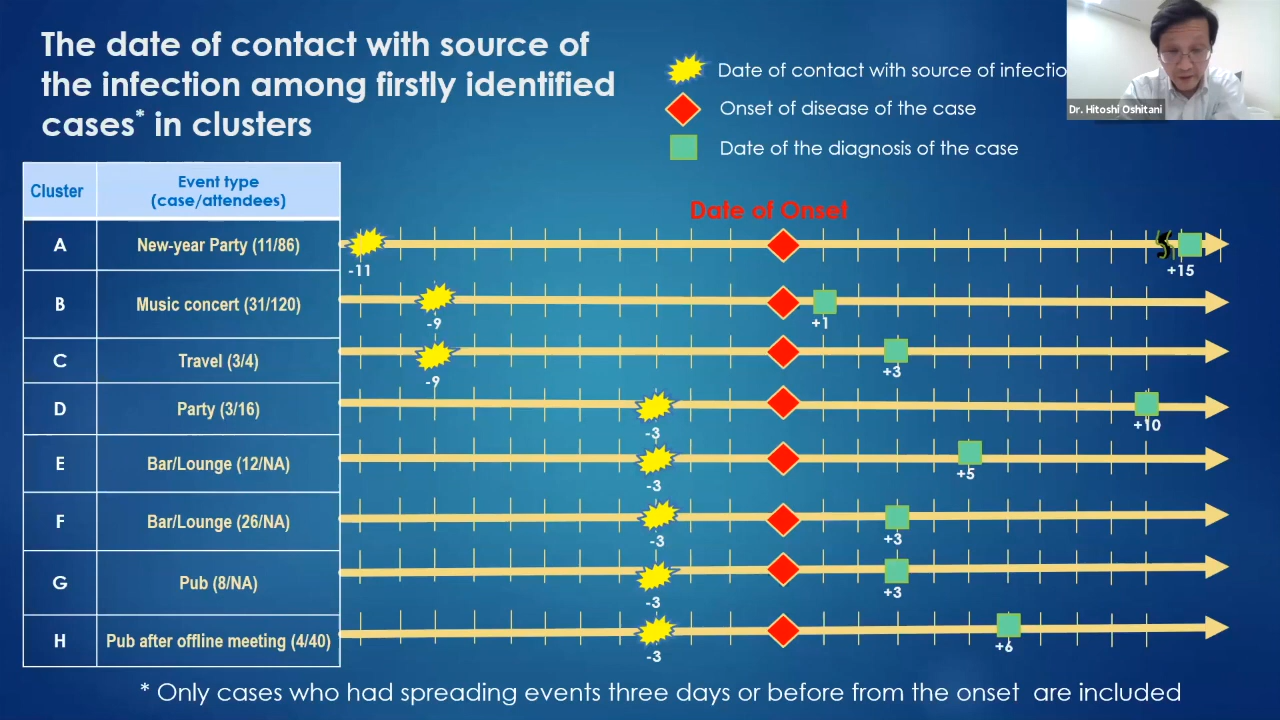 The date of contact with source of
the infection among firstly identified
cases* in clusters
Date of contact with source of infectio
Onset of disease of the case
Date of the diagnosis of the case
Dr. Hitoshi Oshitani
Cluster
Event type
(case/attendees)
Date of Onset
A
New-year Party (11/86)
-11
+15
B
Music concert (31/120)
-9
+1
C
Travel (3/4)
-9
+3
D
Party (3/16)
-3
+10
E
Bar/Lounge (12/NA)
-3
+5
F
Bar/Lounge (26/NA)
-3
+3
G
Pub (8/NA)
-3
+3
H
Pub after offline meeting (4/40)
-3
+6
* Only cases who had spreading events three days or before from the onset are included